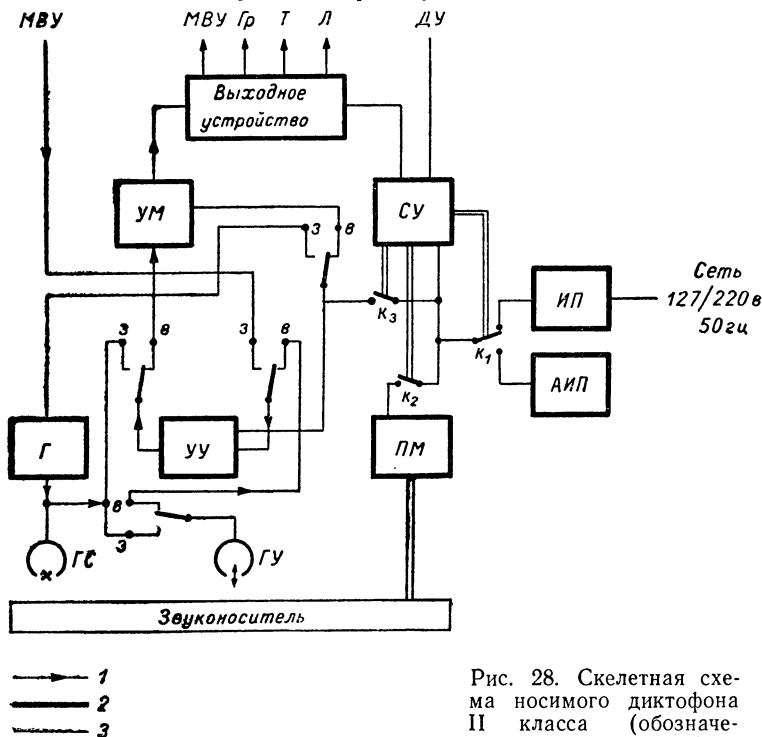 МВУ
МВУ Гр Т Л
ДУ
Выходное
устройство
УМ
СУ
з в
Сеть
127/220в
50гц
ИП
К3
К1
з в
з в
АИП
К2
Г
УУ
ПМ
в
з
ГС
ГУ
Звуконоситель
1
2
3
Рис. 28. Скелетная схе-
ма носимого диктофона
II класса (обозначе-